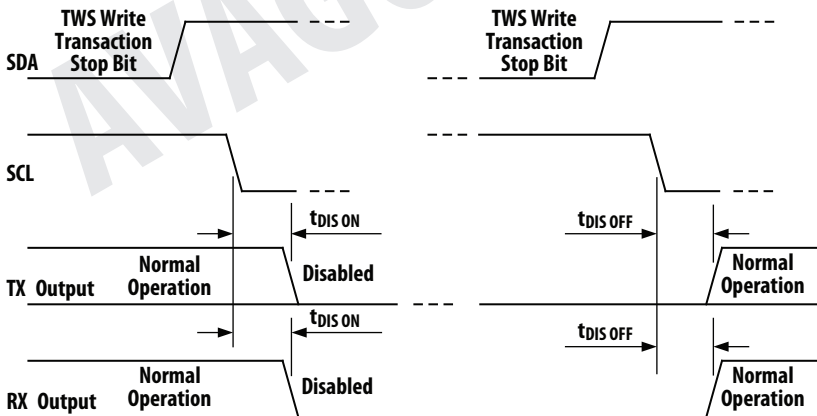 TWS Write
Transaction
Stop Bit
TWS Write
Transaction
Stop Bit
SDA
SCL
tDIS ON
tDIS OFF
TX Output
Normal
Operation
Disabled
Normal
Operation
tDIS ON
tDIS OFF
RX Output
Normal
Operation
Disabled
Normal
Operation
AVAGO